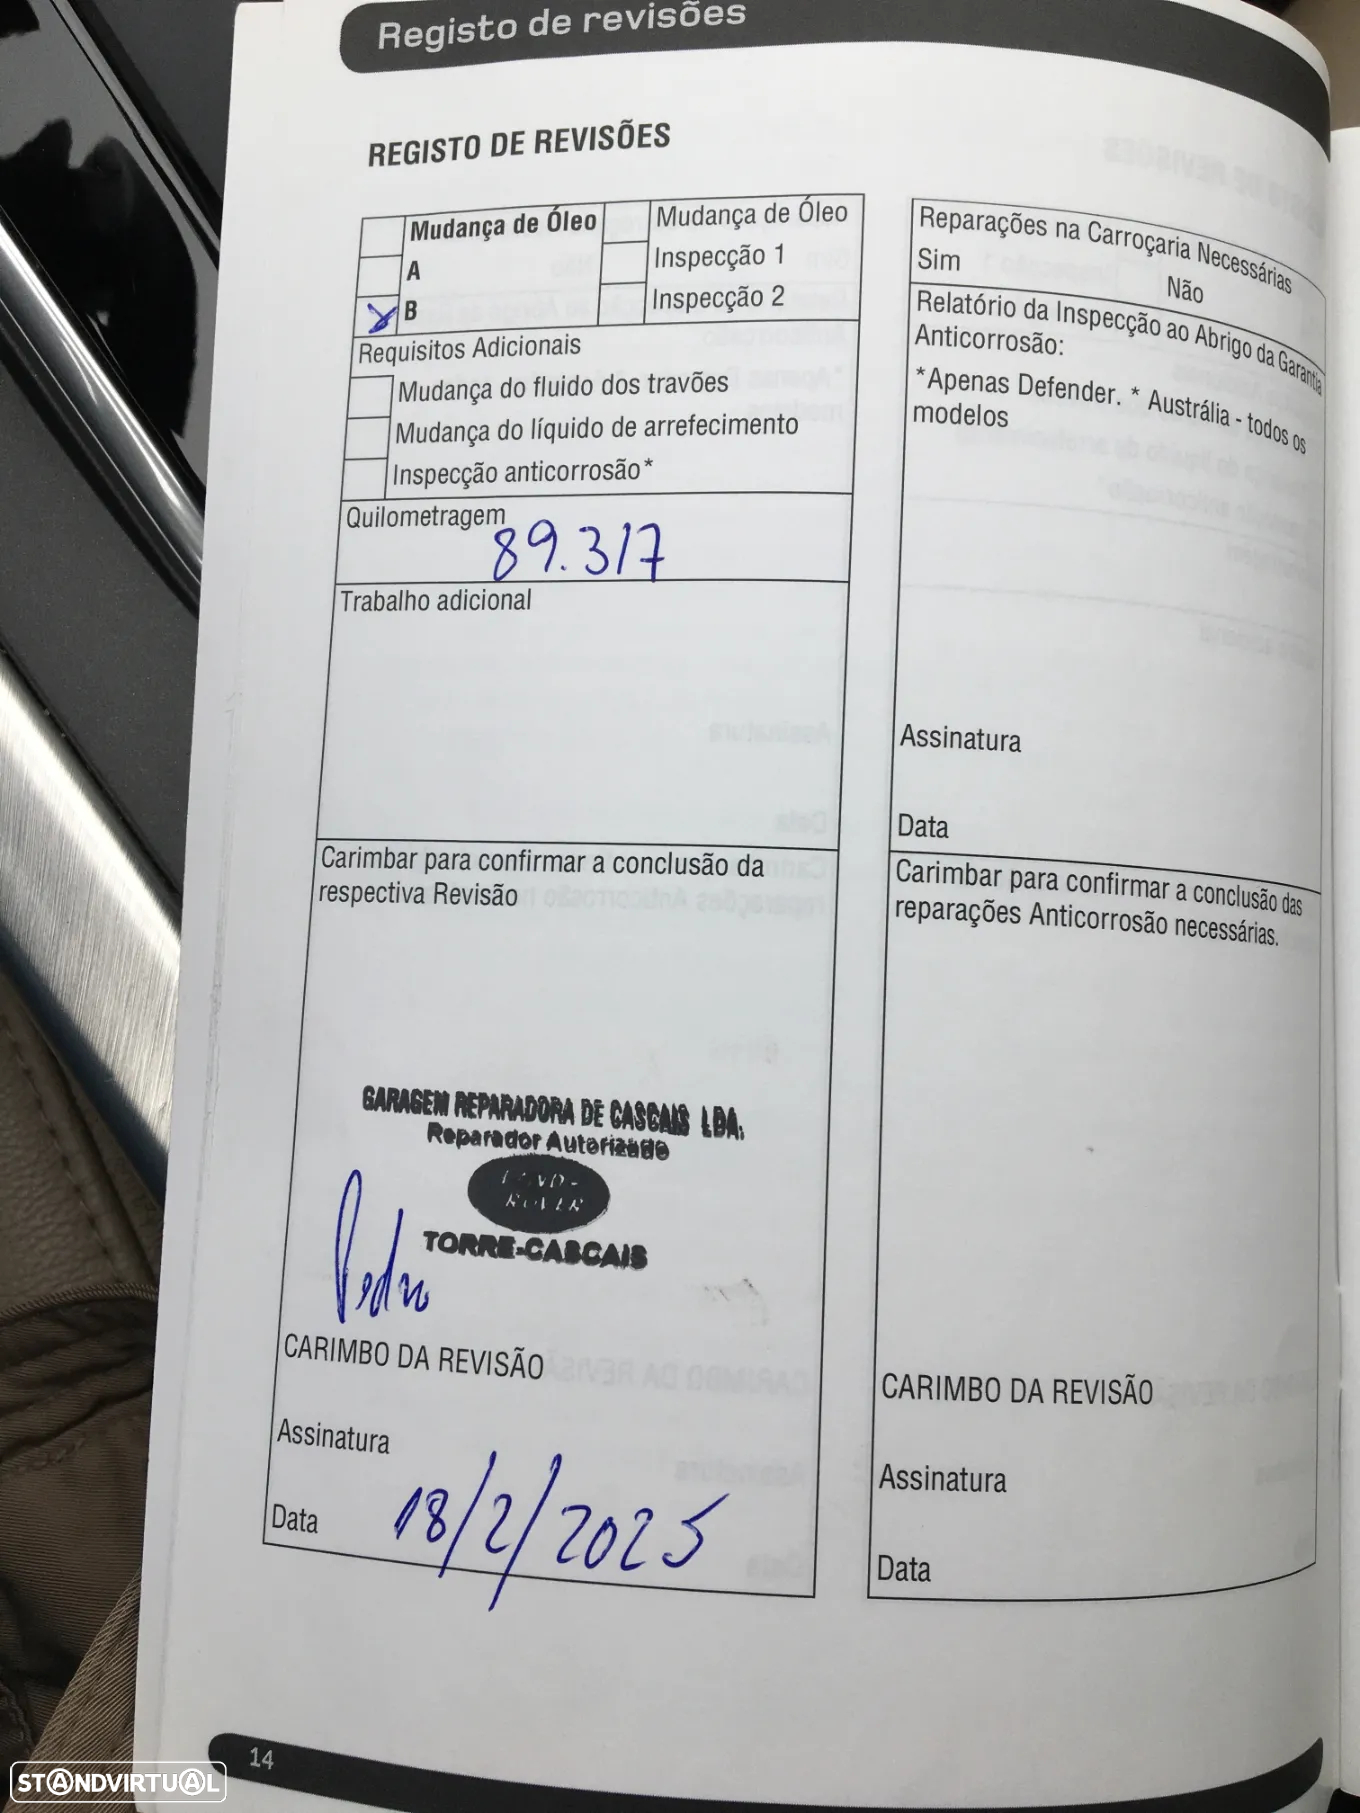 Registo de revisões
REGISTO DE REVISÕES
Mudança de Óleo
A
B
Mudança de Óleo
Inspecção 1
Inspecção 2
Requisitos Adicionais
Mudança do fluido dos travões
Mudança do líquido de arrefecimento
Inspecção anticorrosão*
Quilometragem
89.317
Trabalho adicional
Carimbar para confirmar a conclusão da
respectiva Revisão
GARAGEM REPARADORA DE CASCAIS LDA.
Reparador Autorizado
LAND-
ROVER
TORRE-CASCAIS
Pedro
CARIMBO DA REVISÃO
Assinatura
Data 18/2/2025
Reparações na Carroçaria Necessárias
Sim Não
Relatório da Inspecção ao Abrigo da Garantia
Anticorrosão:
*Apenas Defender. * Austrália - todos os
modelos
Assinatura
Data
Carimbar para confirmar a conclusão das
reparações Anticorrosão necessárias.
CARIMBO DA REVISÃO
Assinatura
Data
14
STANDVIRTUAL